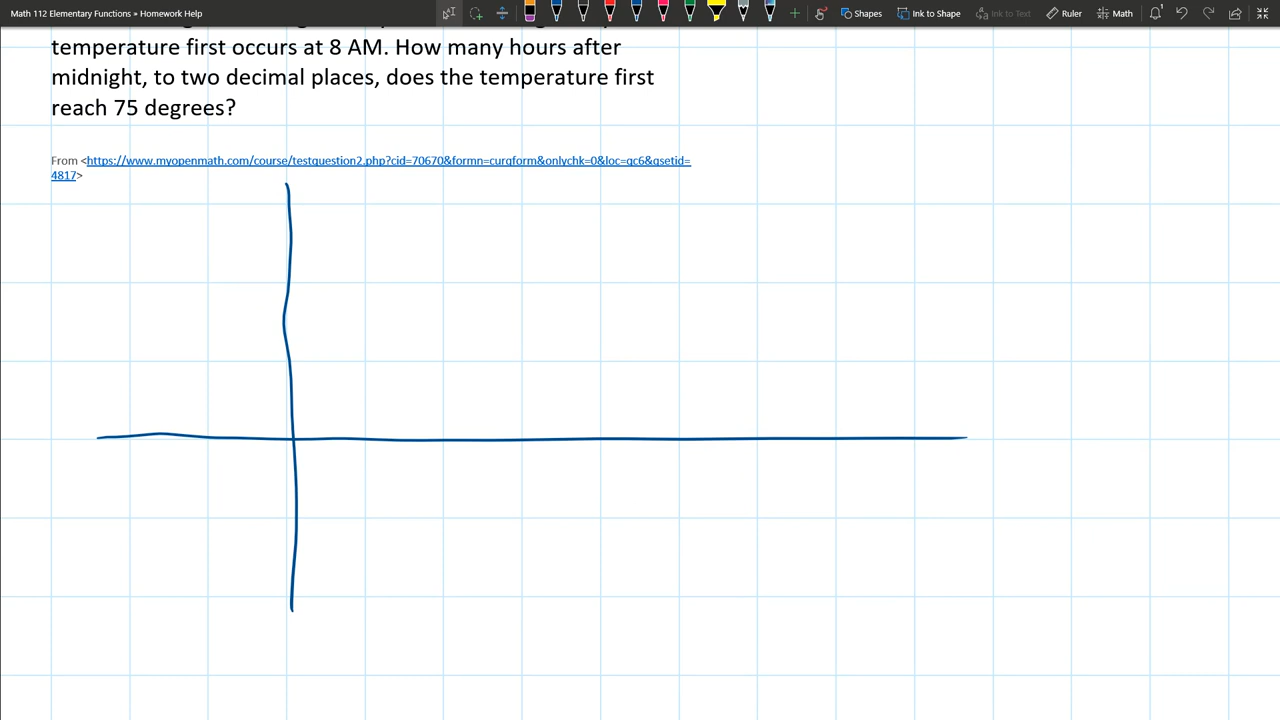 Math 112 Elementary Functions » Homework Help
Shapes
Ink to Shape
Ink to Text
Ruler
Math
temperature first occurs at 8 AM. How many hours after
midnight, to two decimal places, does the temperature first
reach 75 degrees?
From <https://www.myopenmath.com/course/testquestion2.php?cid=70670&formn=curqform&onlychk=0&loc=qc6&qsetid=
4817>